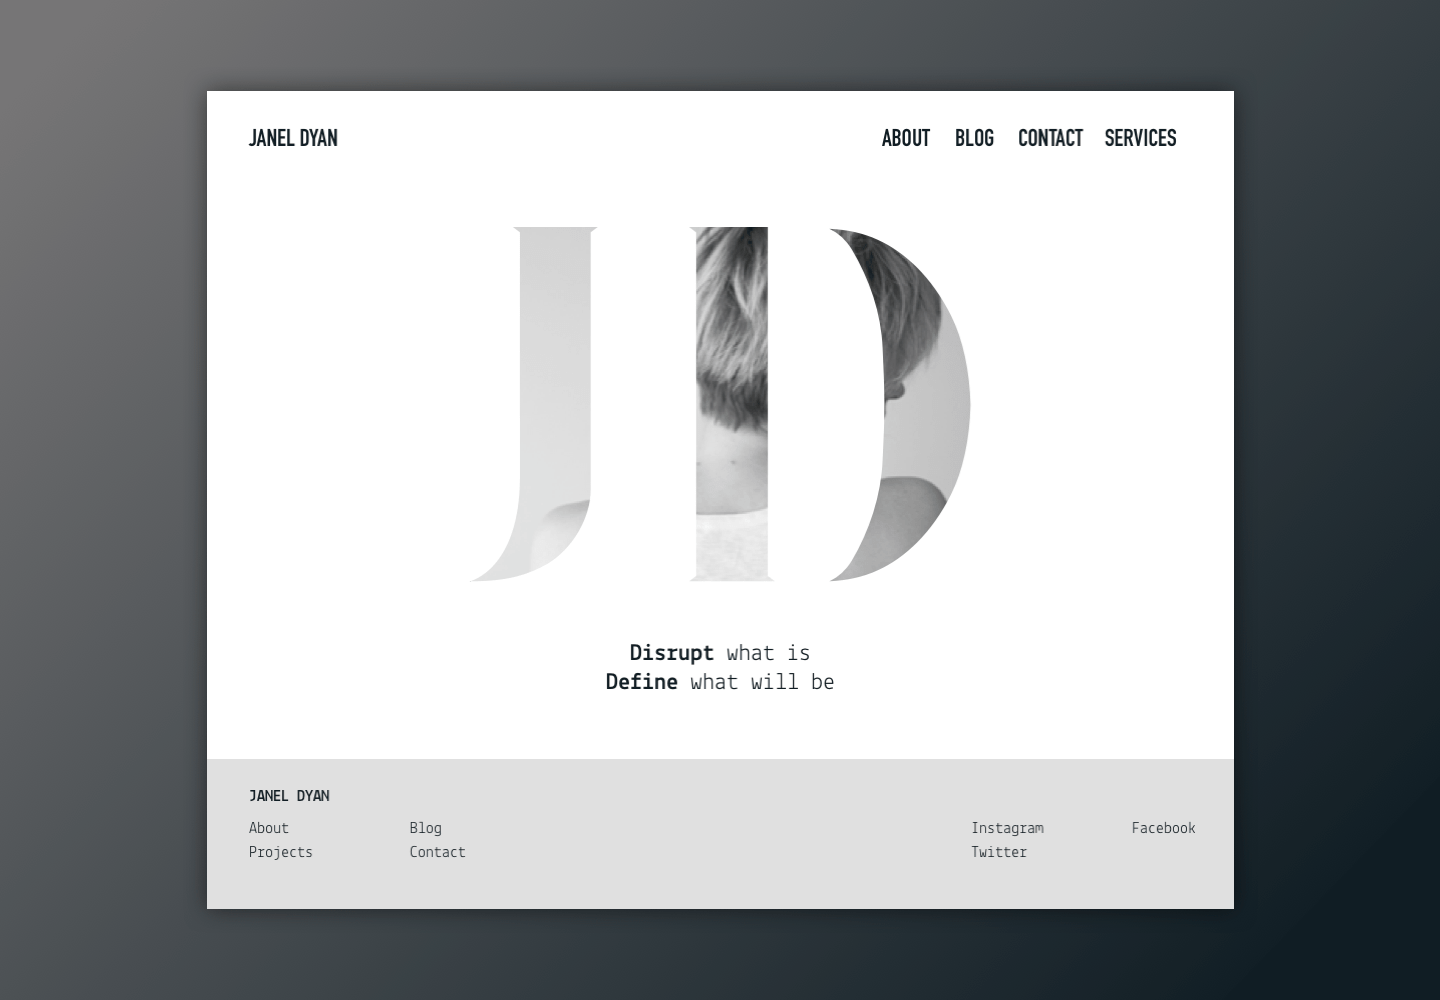 JANEL DYAN
ABOUT BLOG CONTACT SERVICES
JD
Disrupt what is
Define what will be
JANEL DYAN
About Blog Instagram Facebook
Projects Contact Twitter